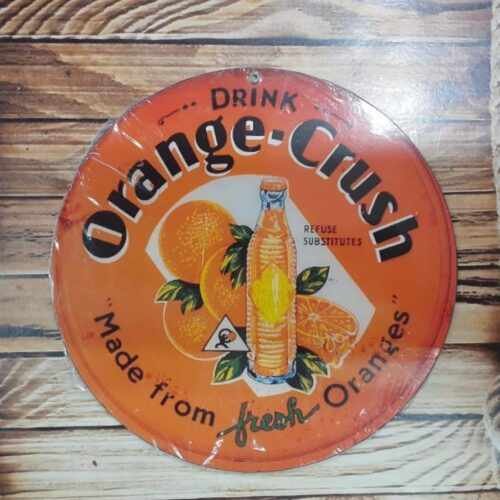 DRINK
Orange-Crush
REFUSE
SUBSTITUTES
"Made from fresh Oranges"